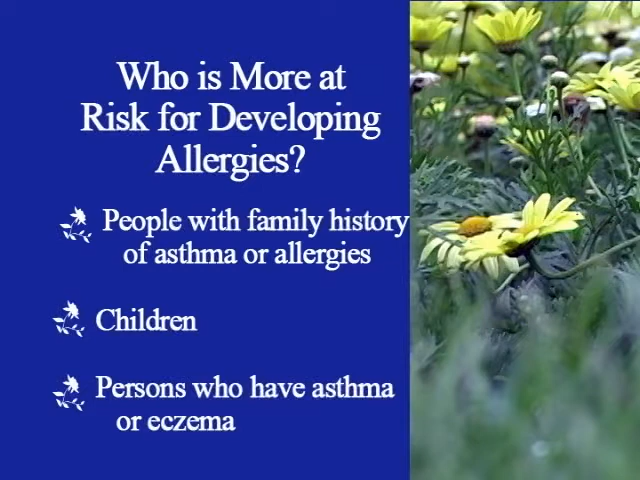 Who is More at
Risk for Developing
Allergies?
People with family history
of asthma or allergies
Children
Persons who have asthma
or eczema